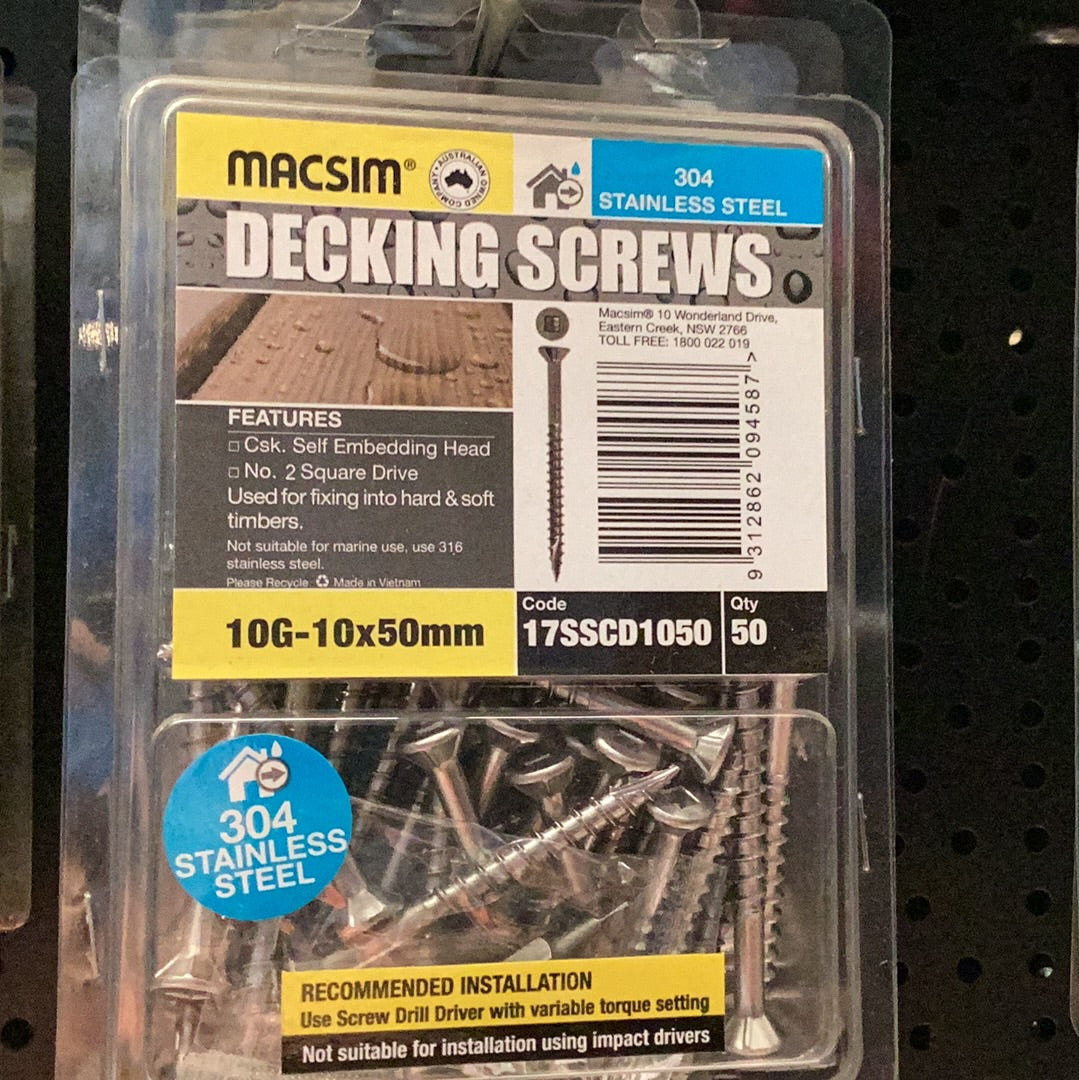 MACSIM®
AUSTRALIAN OWNED COMPANY
304
STAINLESS STEEL
DECKING SCREWS
Macsim® 10 Wonderland Drive,
Eastern Creek, NSW 2766
TOLL FREE: 1800 022 019
FEATURES
□ Csk. Self Embedding Head
□ No. 2 Square Drive
Used for fixing into hard & soft
timbers.
Not suitable for marine use, use 316
stainless steel.
Please Recycle ♻ Made in Vietnam
9 312862 094587 >
10G-10x50mm
Code
17SSCD1050
Qty
50
304
STAINLESS
STEEL
RECOMMENDED INSTALLATION
Use Screw Drill Driver with variable torque setting
Not suitable for installation using impact drivers